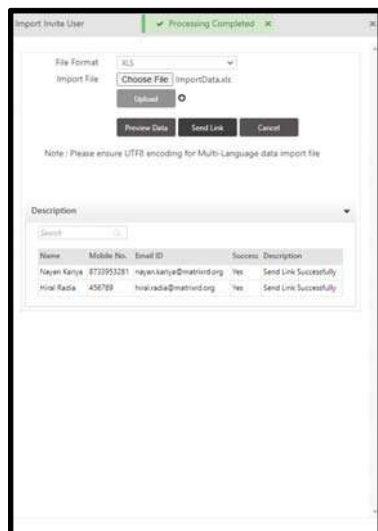 Import Invite User
✔ Processing Completed ✕ ✕
File Format XLS
Import File Choose File ImportData.xls
Upload
Preview Data Send Link Cancel
Note : Please ensure UTF8 encoding for Multi-Language data import file
Description
Search
Name Mobile No. Email ID Success Description
Nayan Kariya 8733953281 nayan.kariya@matrixrd.org Yes Send Link Successfully
Hiral Radia 456789 hiral.radia@matrixrd.org Yes Send Link Successfully